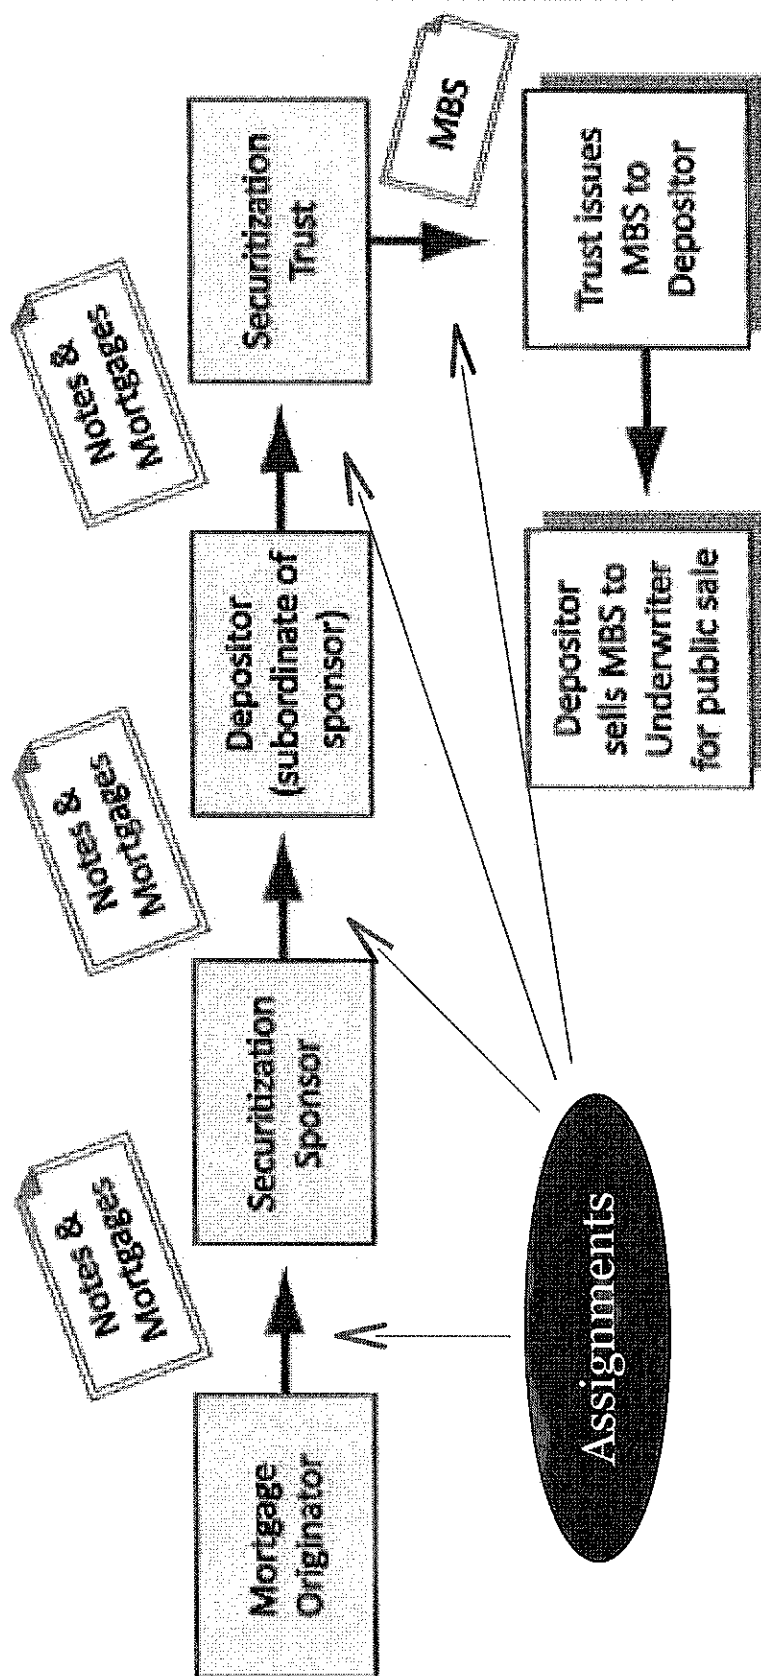 Notes &
Mortgages
Notes &
Mortgages
Notes &
Mortgages
Mortgage
Originator
Securitization
Sponsor
Depositor
(subordinate of
sponsor)
Securitization
Trust
MBS
Assignments
Depositor
sells MBS to
Underwriter
for public sale
Trust issues
MBS to
Depositor